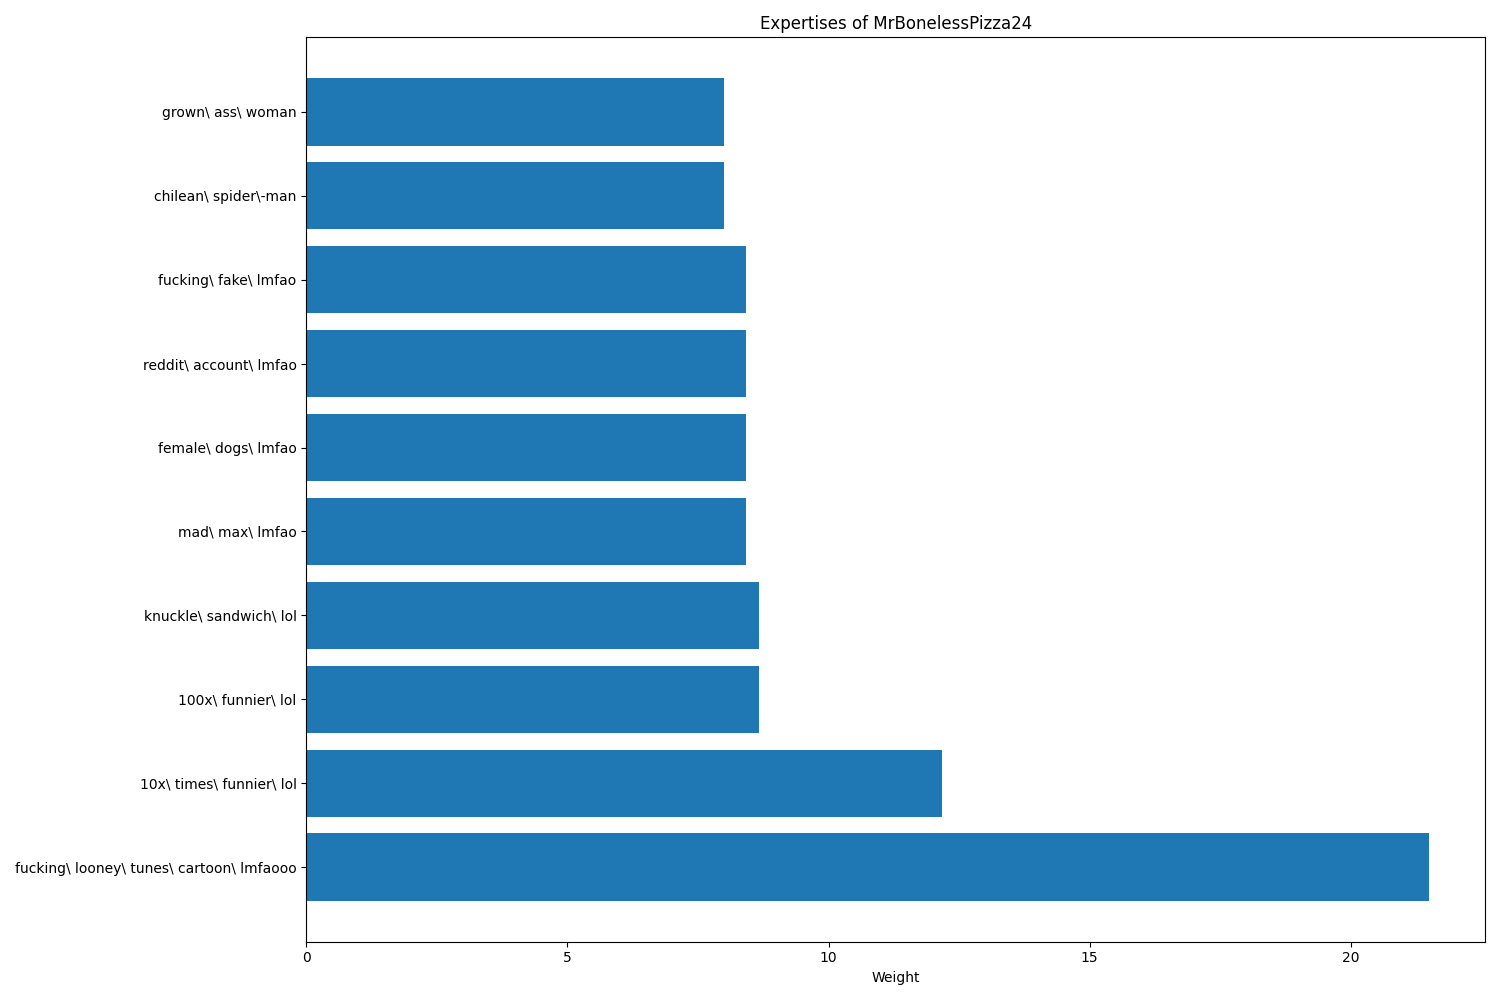 Expertises of MrBonelessPizza24
grown\ ass\ woman
chilean\ spider\-man
fucking\ fake\ lmfao
reddit\ account\ lmfao
female\ dogs\ lmfao
mad\ max\ lmfao
knuckle\ sandwich\ lol
100x\ funnier\ lol
10x\ times\ funnier\ lol
fucking\ looney\ tunes\ cartoon\ lmfaooo
0 5 10 15 20
Weight